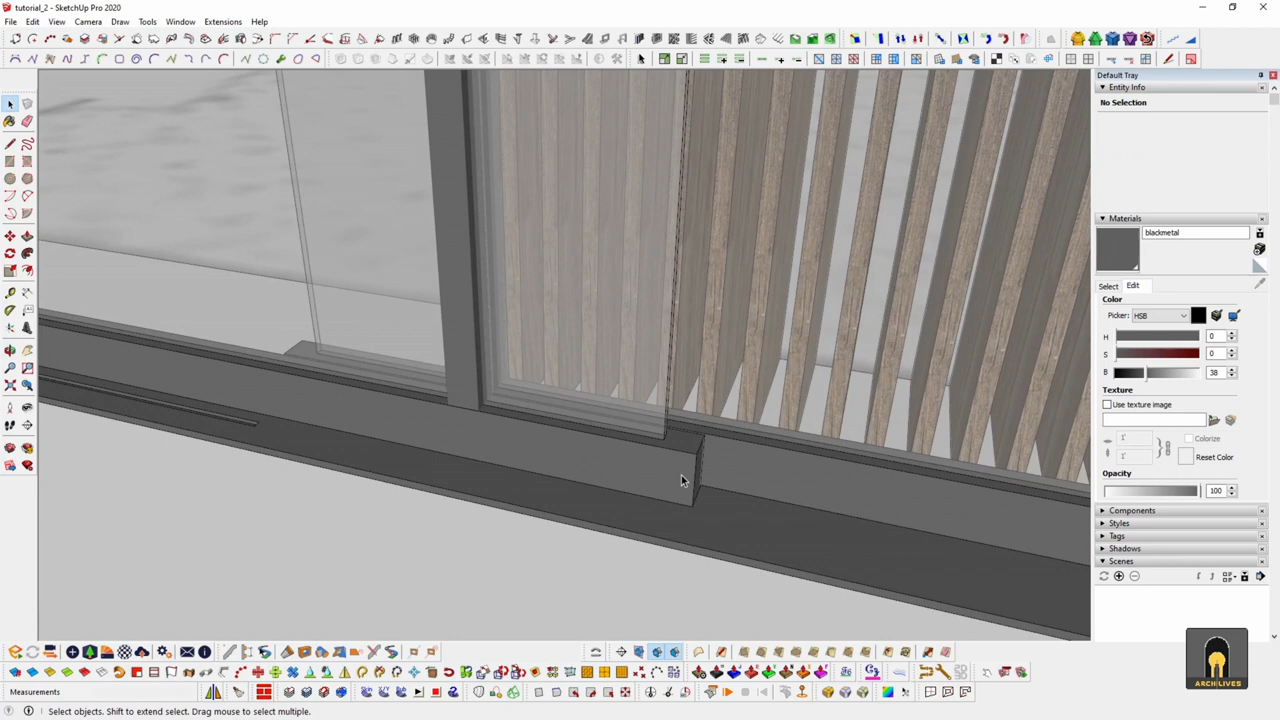 tutorial_2 - SketchUp Pro 2020
File Edit View Camera Draw Tools Window Extensions Help
Default Tray
Entity Info
No Selection
Materials
blackmetal
Select Edit
Color
Picker: HSB
H 0
S 0
B 38
Texture
Use texture image
1' Colorize
1' Reset Color
Opacity
100
Components
Styles
Tags
Shadows
Scenes
ARCHILIVES
Measurements
Select objects. Shift to extend select. Drag mouse to select multiple.